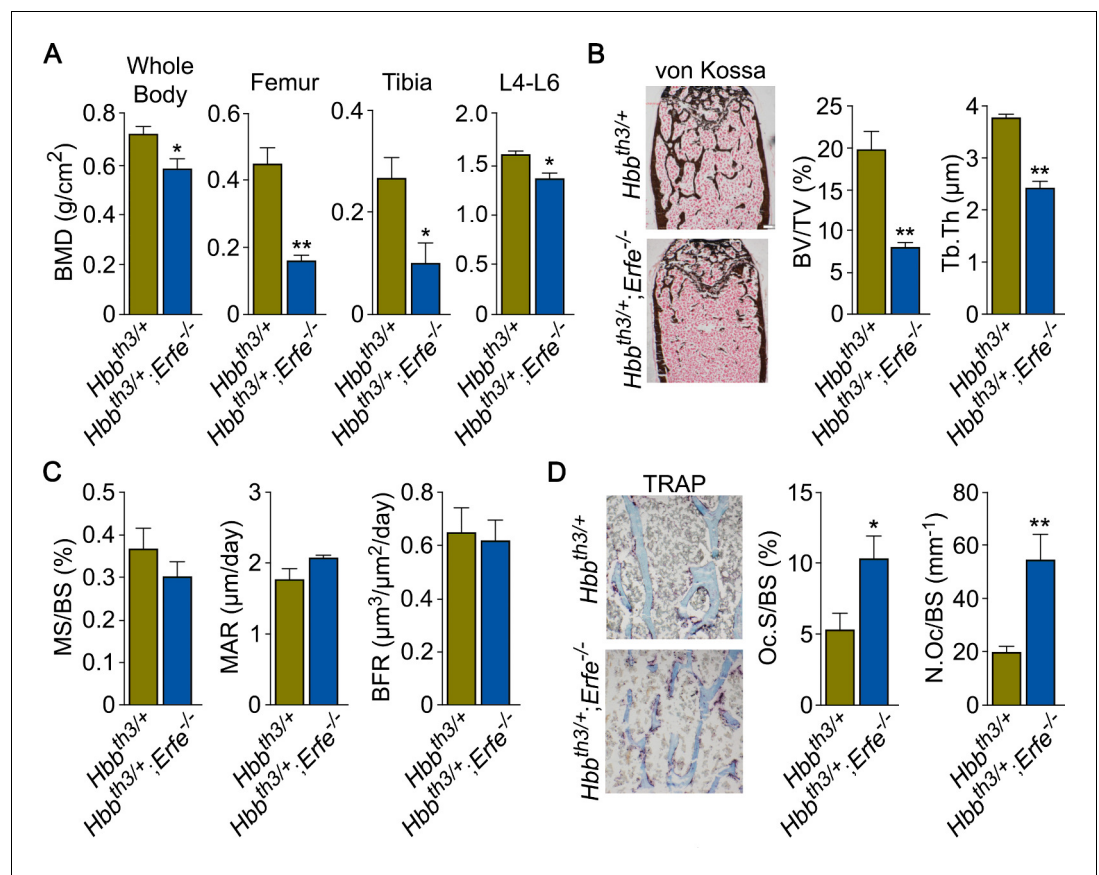 A
Whole
Body
Femur
Tibia
L4-L6
BMD (g/cm2)
0.8
0.6
0.4
0.2
0
*
0.6
0.4
0.2
0
**
0.4
0.2
0
*
2.0
1.5
1.0
0.5
0
*
Hbbth3/+
Hbbth3/+;Erfe-/-
Hbbth3/+
Hbbth3/+;Erfe-/-
Hbbth3/+
Hbbth3/+;Erfe-/-
Hbbth3/+
Hbbth3/+;Erfe-/-
B
von Kossa
Hbbth3/+
Hbbth3/+;Erfe-/-
BV/TV (%)
25
20
15
10
5
0
**
Hbbth3/+
Hbbth3/+;Erfe-/-
Tb.Th (µm)
4
3
2
1
0
**
Hbbth3/+
Hbbth3/+;Erfe-/-
C
MS/BS (%)
0.5
0.4
0.3
0.2
0.1
0
Hbbth3/+
Hbbth3/+;Erfe-/-
MAR (µm/day)
3
2
1
0
Hbbth3/+
Hbbth3/+;Erfe-/-
BFR (µm3/µm2/day)
0.8
0.6
0.4
0.2
0
Hbbth3/+
Hbbth3/+;Erfe-/-
D
TRAP
Hbbth3/+
Hbbth3/+;Erfe-/-
Oc.S/BS (%)
15
10
5
0
*
Hbbth3/+
Hbbth3/+;Erfe-/-
N.Oc/BS (nm-1)
80
60
40
20
0
**
Hbbth3/+
Hbbth3/+;Erfe-/-